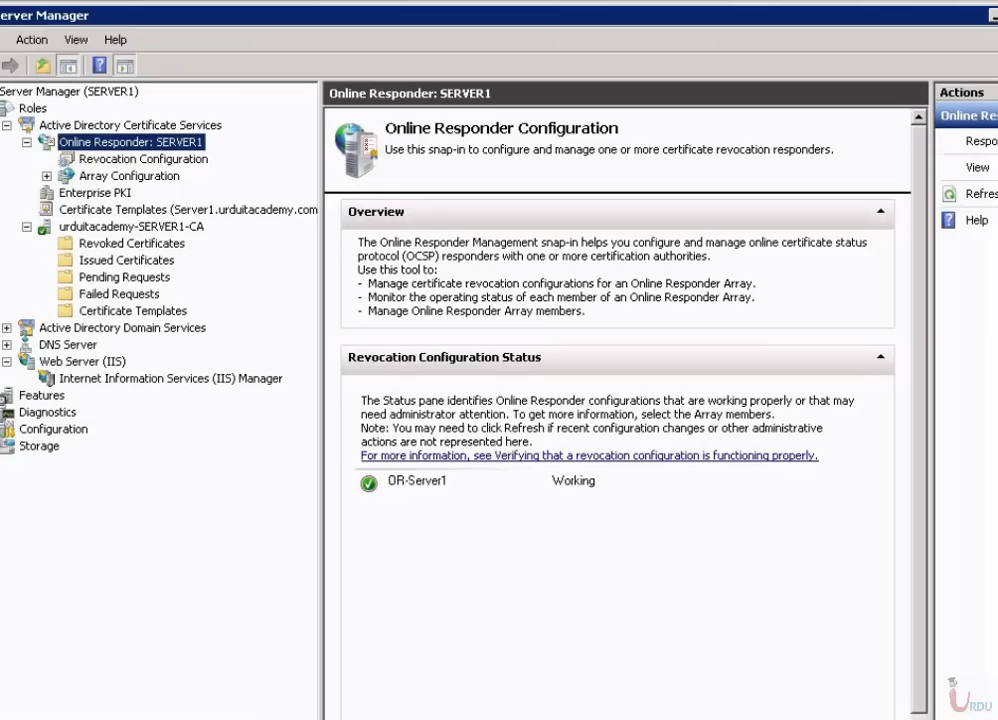 erver Manager
Action View Help
Server Manager (SERVER1)
Roles
Active Directory Certificate Services
Online Responder: SERVER1
Revocation Configuration
Array Configuration
Enterprise PKI
Certificate Templates (Server1.urduitacademy.com
urduitacademy-SERVER1-CA
Revoked Certificates
Issued Certificates
Pending Requests
Failed Requests
Certificate Templates
Active Directory Domain Services
DNS Server
Web Server (IIS)
Internet Information Services (IIS) Manager
Features
Diagnostics
Configuration
Storage
Online Responder: SERVER1
Online Responder Configuration
Use this snap-in to configure and manage one or more certificate revocation responders.
Overview
The Online Responder Management snap-in helps you configure and manage online certificate status
protocol (OCSP) responders with one or more certification authorities.
Use this tool to:
- Manage certificate revocation configurations for an Online Responder Array.
- Monitor the operating status of each member of an Online Responder Array.
- Manage Online Responder Array members.
Revocation Configuration Status
The Status pane identifies Online Responder configurations that are working properly or that may
need administrator attention. To get more information, select the Array members.
Note: You may need to click Refresh if recent configuration changes or other administrative
actions are not represented here.
For more information, see Verifying that a revocation configuration is functioning properly.
OR-Server1 Working
Actions
Online Re
Respo
View
Refres
Help
URDU